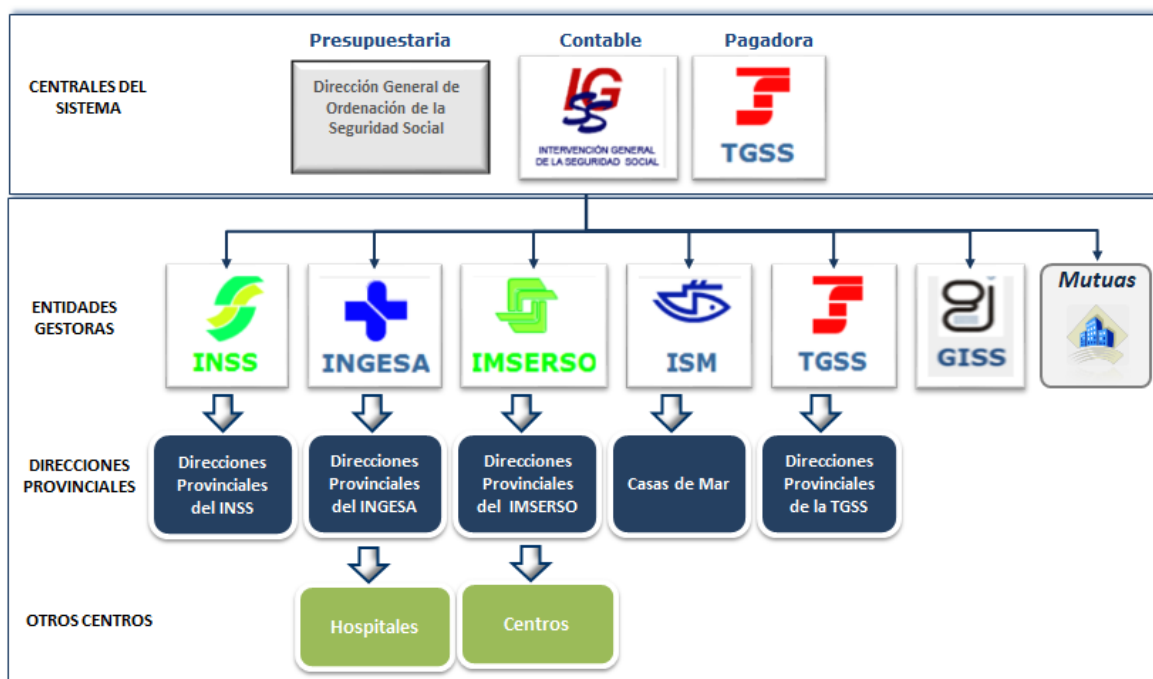 Presupuestaria
Contable
Pagadora
CENTRALES DEL
SISTEMA
Dirección General de
Ordenación de la
Seguridad Social
IGSS
INTERVENCIÓN GENERAL
DE LA SEGURIDAD SOCIAL
TGSS
ENTIDADES
GESTORAS
INSS
INGESA
IMSERSO
ISM
TGSS
GISS
Mutuas
DIRECCIONES
PROVINCIALES
Direcciones
Provinciales
del INSS
Direcciones
Provinciales
del INGESA
Direcciones
Provinciales
del IMSERSO
Casas de Mar
Direcciones
Provinciales
de la TGSS
OTROS CENTROS
Hospitales
Centros